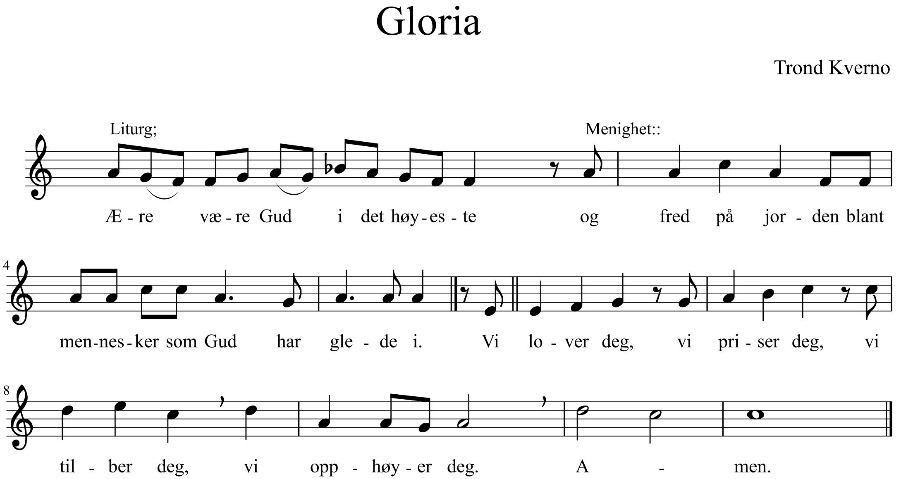 Gloria
Trond Kverno
Liturg; Menighet::
Æ - re væ - re Gud i det høy - es - te og fred på jor - den blant
4
men - nes - ker som Gud har gle - de i. Vi lo - ver deg, vi pri - ser deg, vi
8
til - ber deg, vi opp - høy - er deg. A - men.